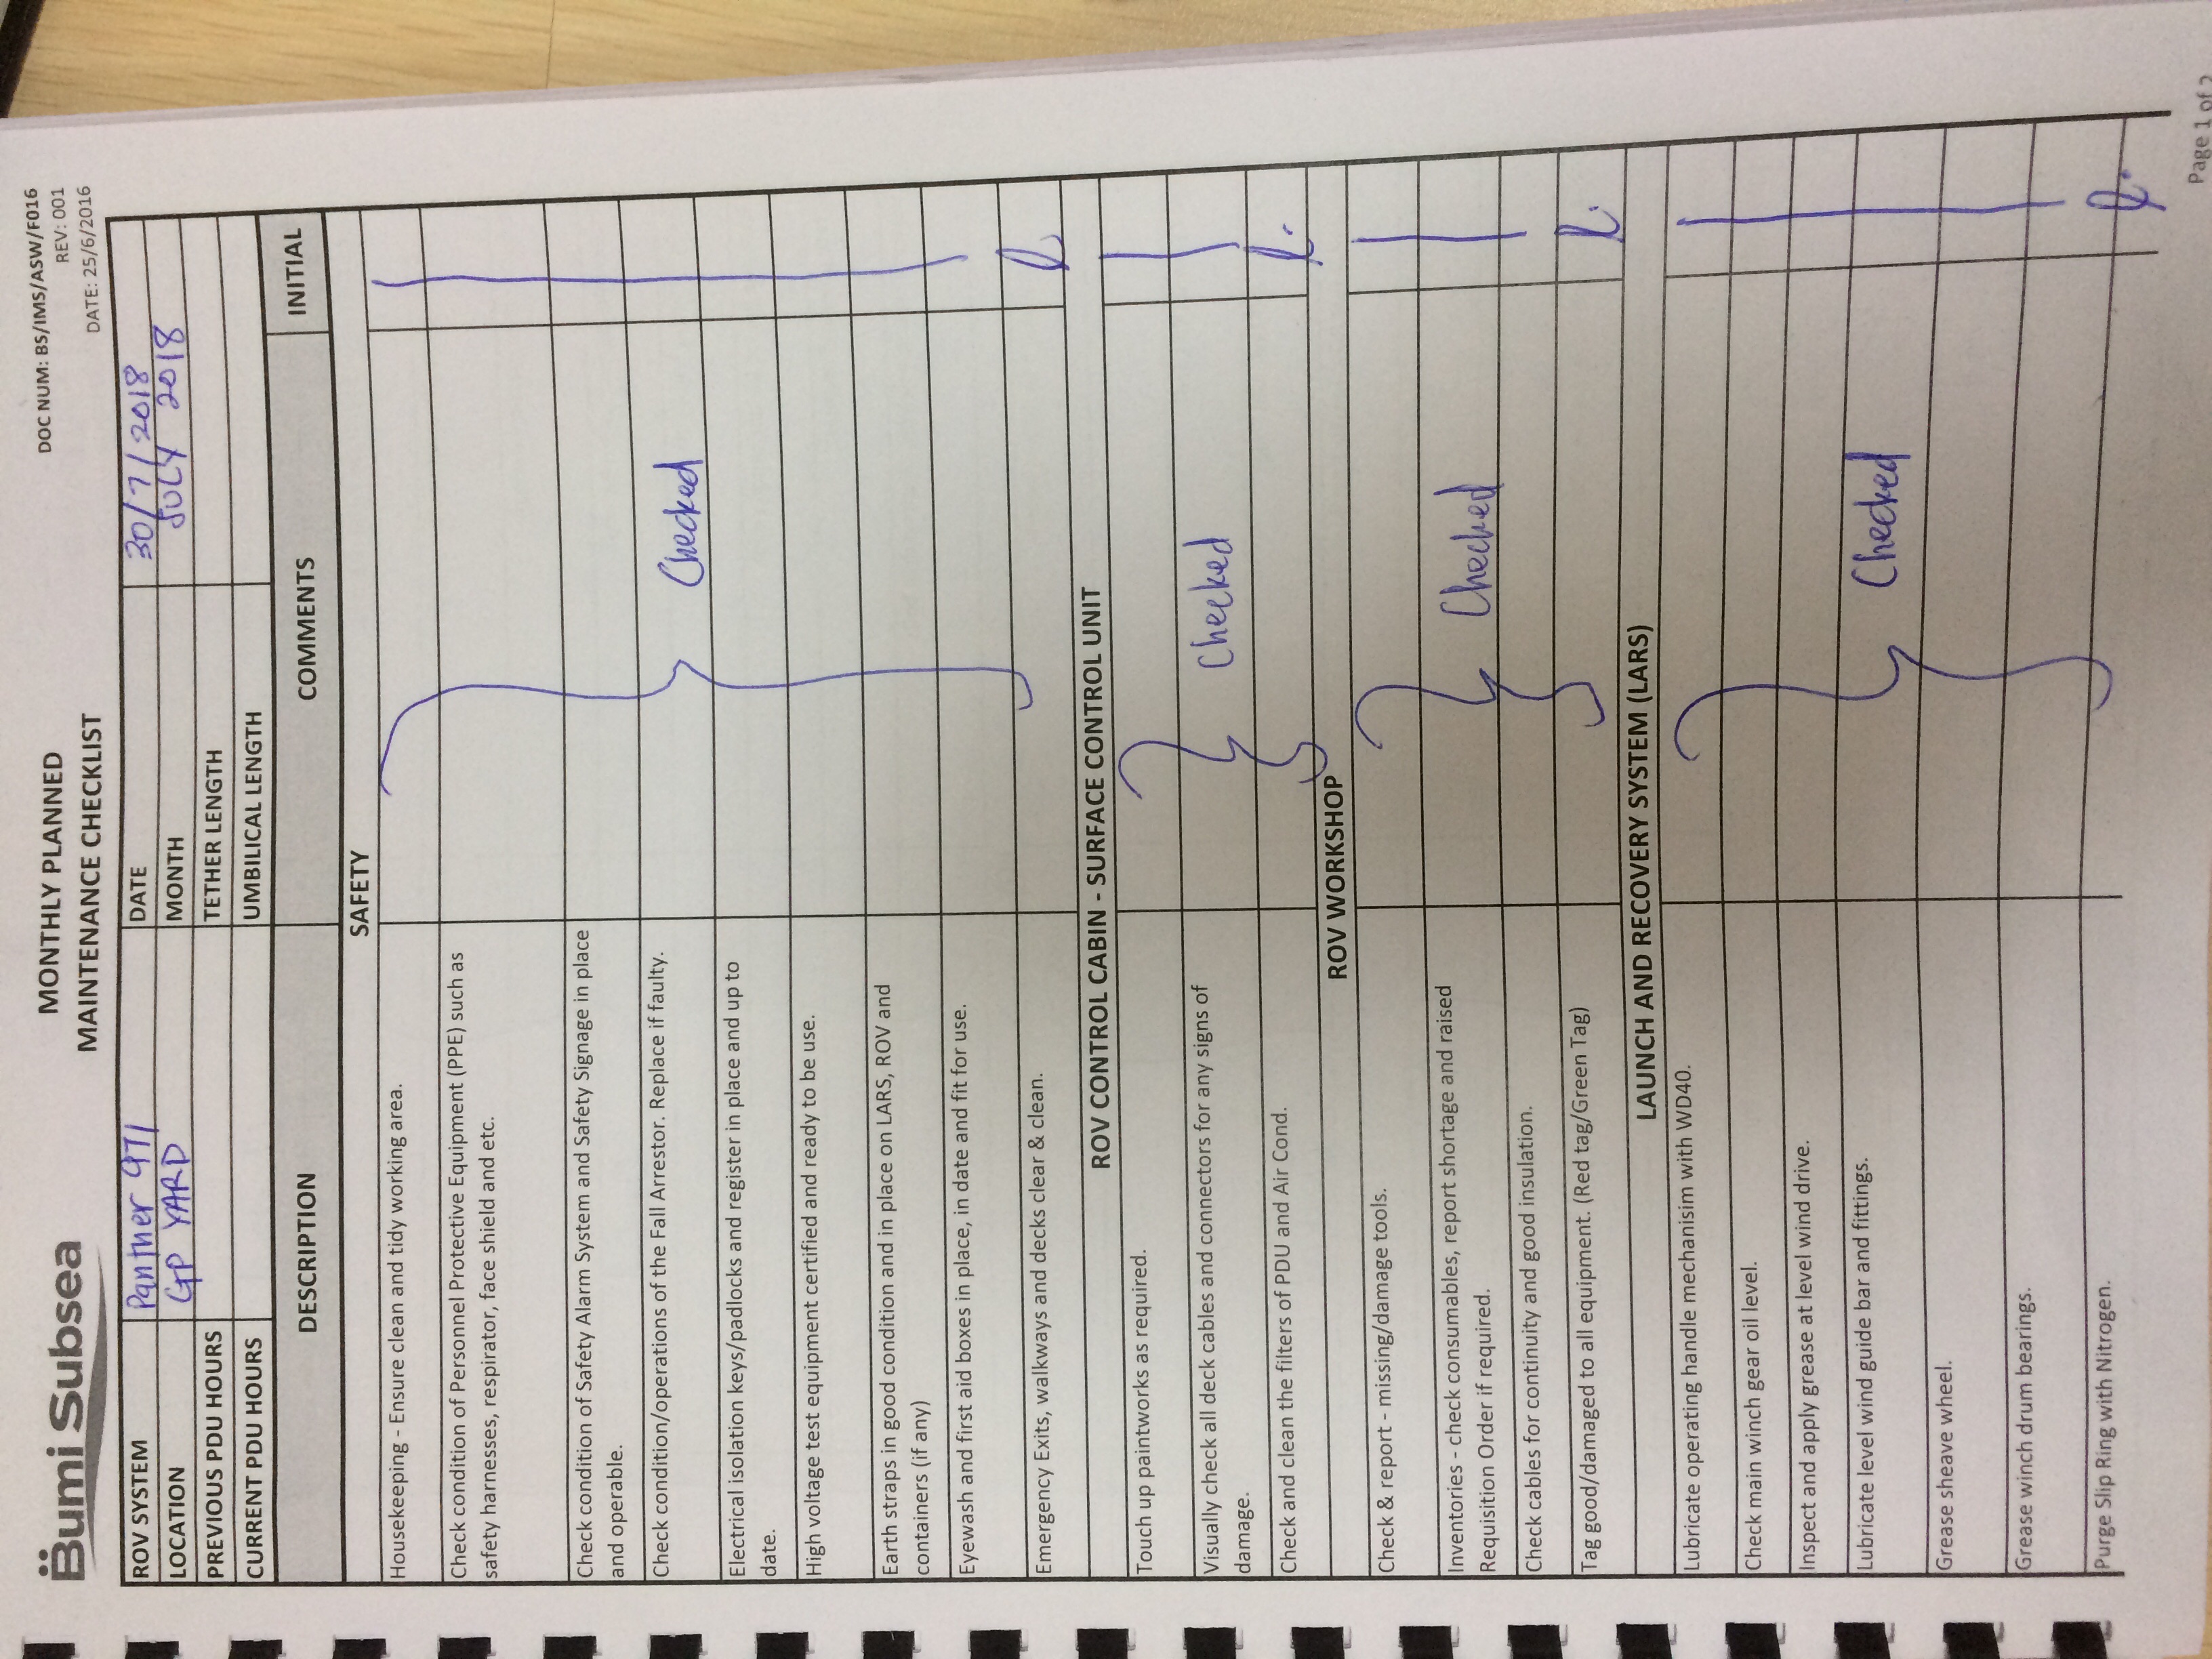 Bumi Subsea
MONTHLY PLANNED
MAINTENANCE CHECKLIST
DOC NUM: BS/IMS/ASW/F016
REV: 001
DATE: 25/6/2016
ROV SYSTEM Panther 971 DATE 30/7/2018
LOCATION GP YARD MONTH JULY 2018
PREVIOUS PDU HOURS TETHER LENGTH
CURRENT PDU HOURS UMBILICAL LENGTH
DESCRIPTION COMMENTS INITIAL
SAFETY
Housekeeping - Ensure clean and tidy working area.
Check condition of Personnel Protective Equipment (PPE) such as
safety harnesses, respirator, face shield and etc.
Check condition of Safety Alarm System and Safety Signage in place
and operable.
Check condition/operations of the Fall Arrestor. Replace if faulty.
Checked
Electrical isolation keys/padlocks and register in place and up to
date.
High voltage test equipment certified and ready to be use.
Earth straps in good condition and in place on LARS, ROV and
containers (if any)
Eyewash and first aid boxes in place, in date and fit for use.
Emergency Exits, walkways and decks clear & clean.
ROV CONTROL CABIN - SURFACE CONTROL UNIT
Touch up paintworks as required.
Visually check all deck cables and connectors for any signs of
damage.
Checked
Check and clean the filters of PDU and Air Cond.
ROV WORKSHOP
Check & report - missing/damage tools.
Inventories - check consumables, report shortage and raised
Requisition Order if required.
Checked
Check cables for continuity and good insulation.
Tag good/damaged to all equipment. (Red tag/Green Tag)
LAUNCH AND RECOVERY SYSTEM (LARS)
Lubricate operating handle mechanisim with WD40.
Check main winch gear oil level.
Inspect and apply grease at level wind drive.
Lubricate level wind guide bar and fittings.
Checked
Grease sheave wheel.
Grease winch drum bearings.
Purge Slip Ring with Nitrogen.
Page 1 of 2